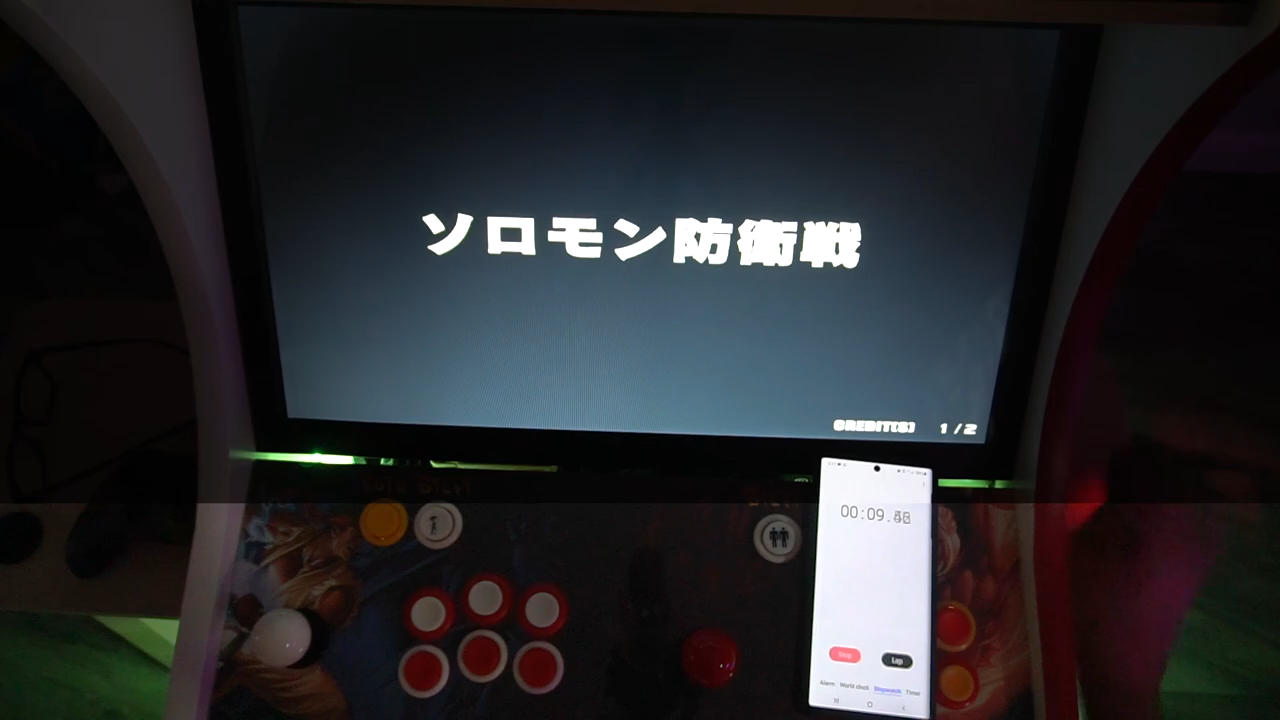 ソロモン防衛戦
CREDIT(S) 1 / 2
00:09.
Stop
Lap
Alarm World clock Stopwatch Timer